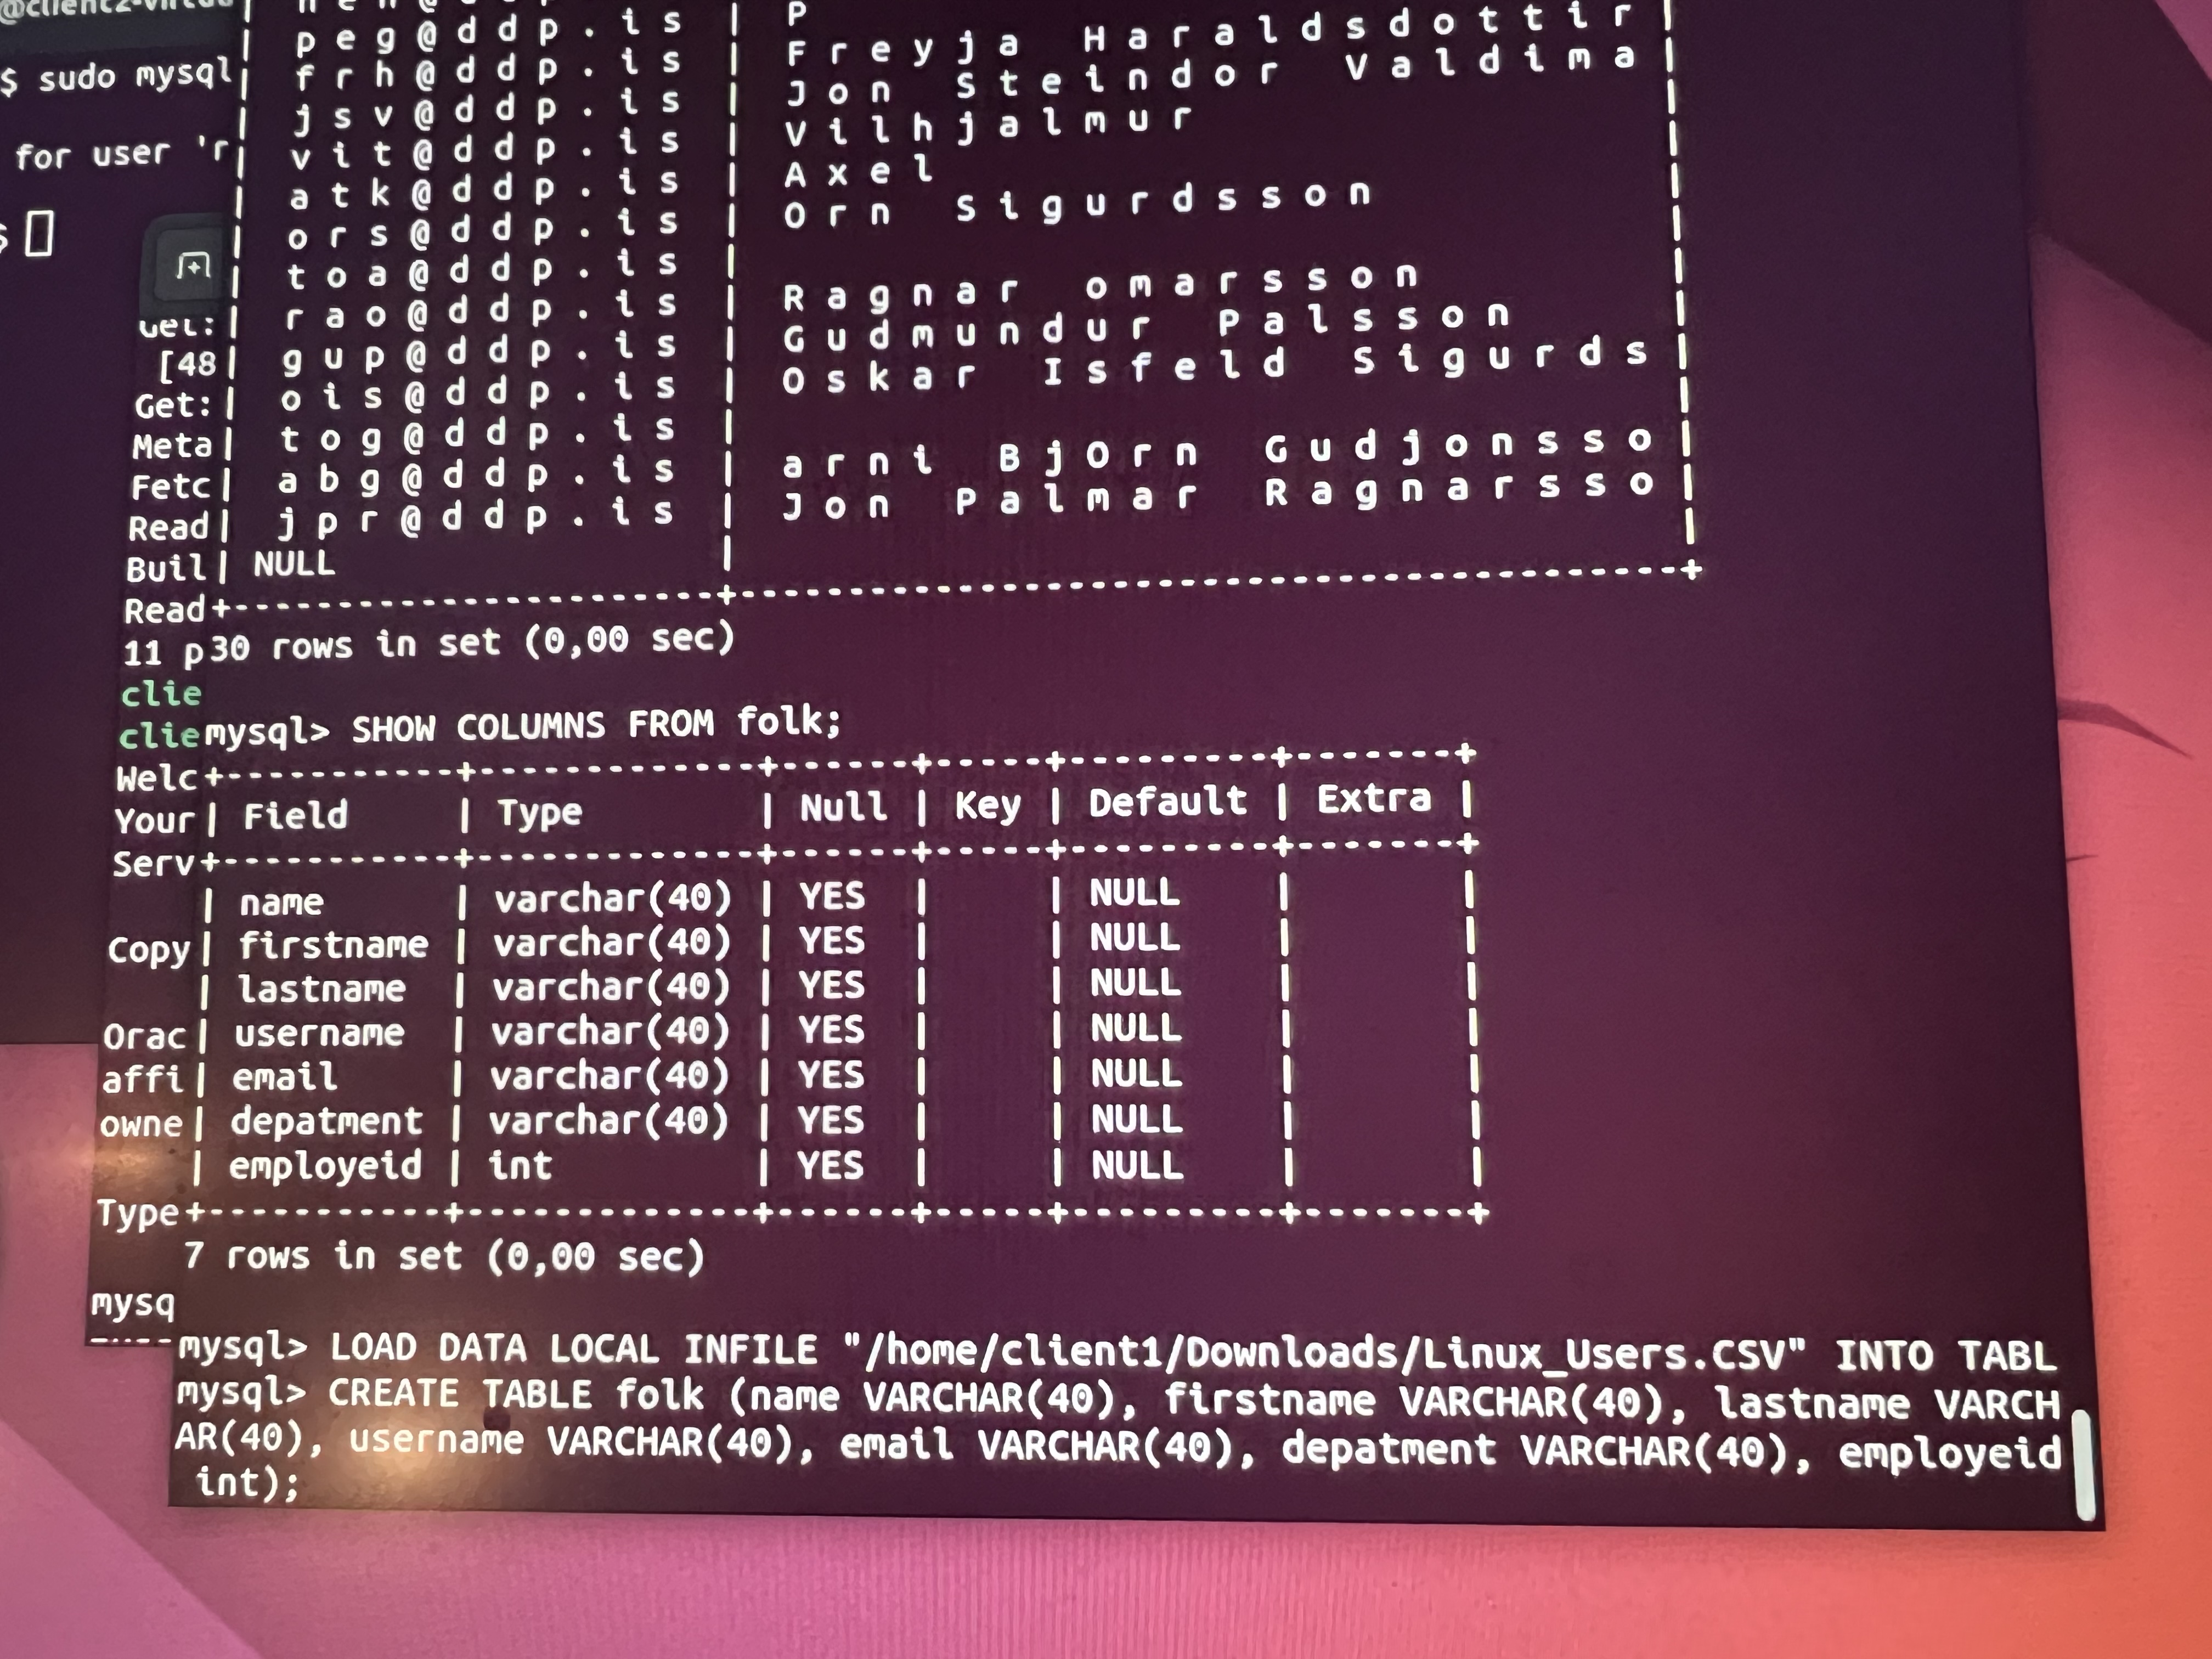 @client2-virtua
$ sudo mysql
for user 'r
$
Get:
[48
Get:
Meta
Fetc
Read
Buil
Read
11 p
clie
clie
Welc
Your
Serv
Copy
Orac
affi
owne
Type
mysq
P
| p e g @ d d p . i s | F r e y j a   H a r a l d s d o t t i r |
| f r h @ d d p . i s | J o n   S t e i n d o r   V a l d i m a |
| j s v @ d d p . i s | V i l h j a l m u r |
| v i t @ d d p . i s | A x e l |
| a t k @ d d p . i s | O r n   S i g u r d s s o n |
| o r s @ d d p . i s |
| t o a @ d d p . i s | R a g n a r   o m a r s s o n |
| r a o @ d d p . i s | G u d m u n d u r   P a l s s o n |
| g u p @ d d p . i s | O s k a r   I s f e l d   S i g u r d s |
| o i s @ d d p . i s |
| t o g @ d d p . i s | a r n i   B j O r n   G u d j o n s s o |
| a b g @ d d p . i s | J o n   P a l m a r   R a g n a r s s o |
| j p r @ d d p . i s |
| NULL |
30 rows in set (0,00 sec)
mysql> SHOW COLUMNS FROM folk;
| Field | Type | Null | Key | Default | Extra |
| name | varchar(40) | YES | | NULL | |
| firstname | varchar(40) | YES | | NULL | |
| lastname | varchar(40) | YES | | NULL | |
| username | varchar(40) | YES | | NULL | |
| email | varchar(40) | YES | | NULL | |
| depatment | varchar(40) | YES | | NULL | |
| employeid | int | YES | | NULL | |
7 rows in set (0,00 sec)
mysql> LOAD DATA LOCAL INFILE "/home/client1/Downloads/Linux_Users.CSV" INTO TABL
mysql> CREATE TABLE folk (name VARCHAR(40), firstname VARCHAR(40), lastname VARCH
AR(40), username VARCHAR(40), email VARCHAR(40), depatment VARCHAR(40), employeid
int);